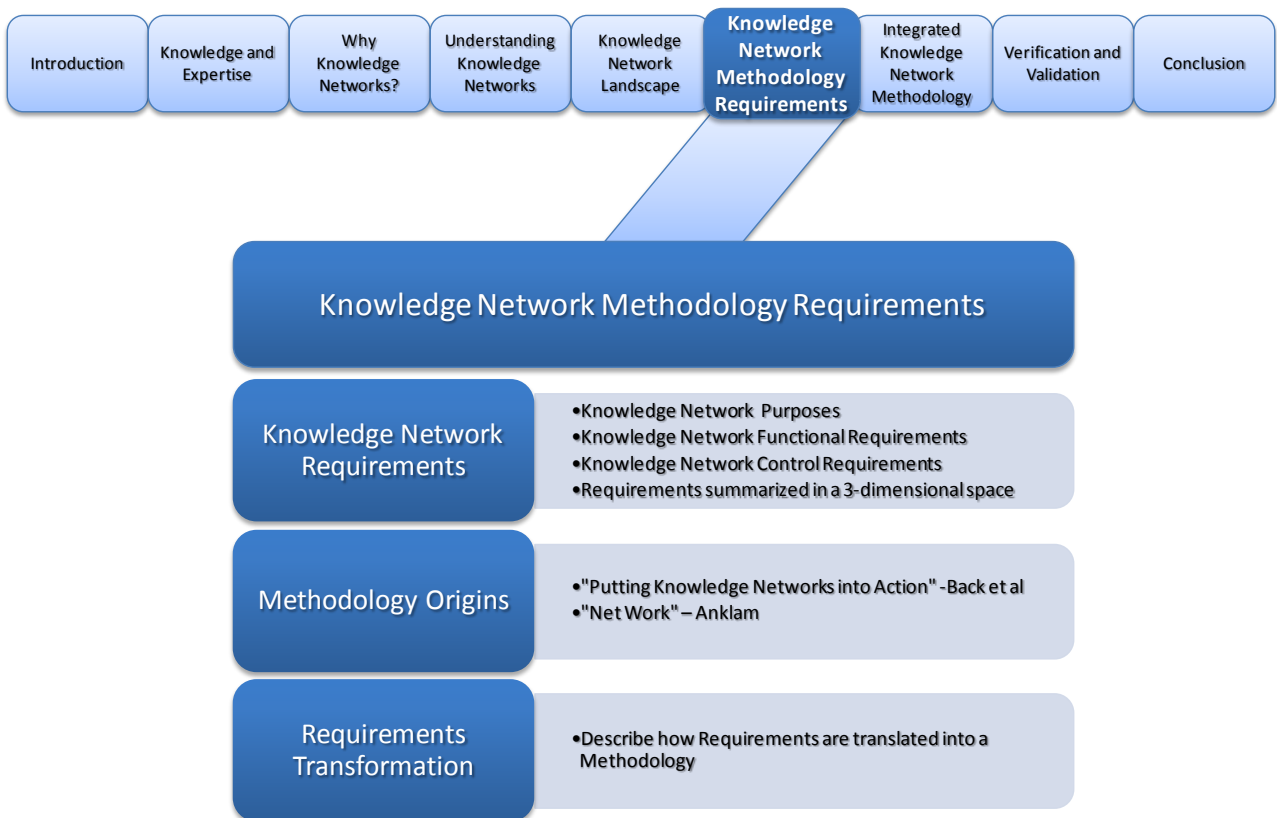 Introduction
Knowledge and
Expertise
Why
Knowledge
Networks?
Understanding
Knowledge
Networks
Knowledge
Network
Landscape
Knowledge
Network
Methodology
Requirements
Integrated
Knowledge
Network
Methodology
Verification and
Validation
Conclusion
Knowledge Network Methodology Requirements
Knowledge Network
Requirements
•Knowledge Network Purposes
•Knowledge Network Functional Requirements
•Knowledge Network Control Requirements
•Requirements summarized in a 3-dimensional space
Methodology Origins
•"Putting Knowledge Networks into Action" -Back et al
•"Net Work" – Anklam
Requirements
Transformation
•Describe how Requirements are translated into a
Methodology